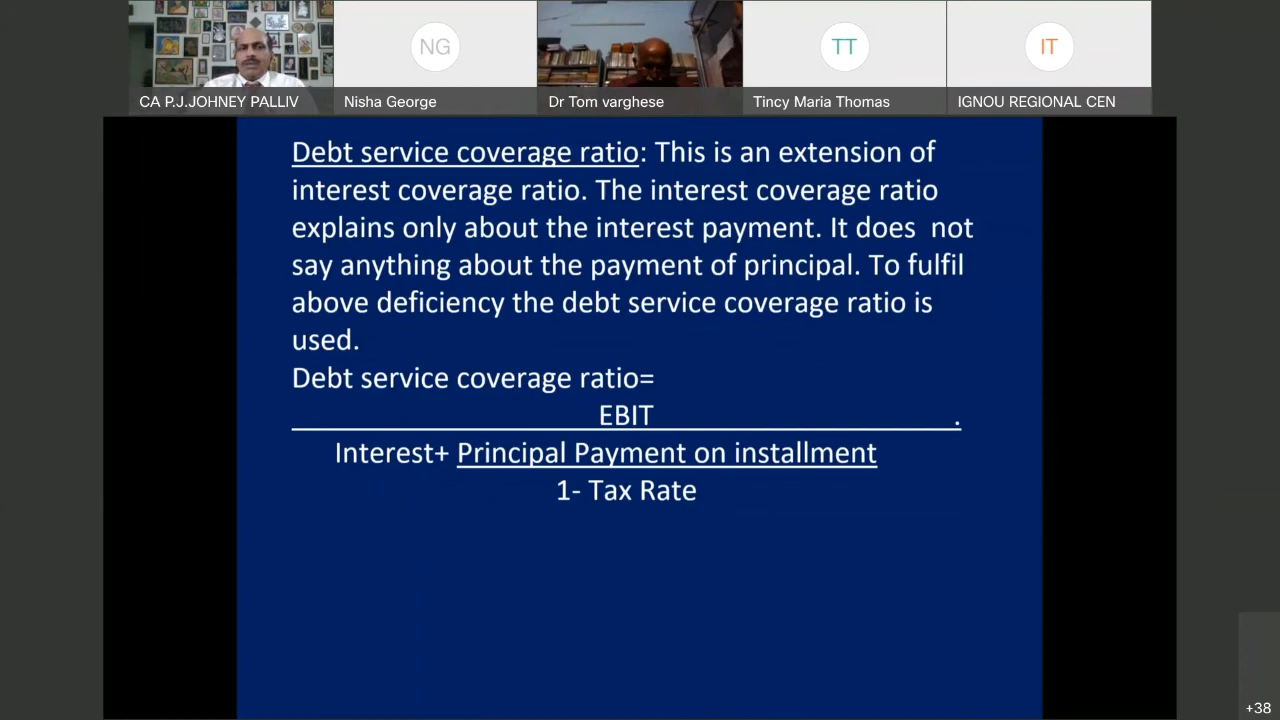 NG
TT
IT
CA P.J.JOHNEY PALLIV
Nisha George
Dr Tom varghese
Tincy Maria Thomas
IGNOU REGIONAL CEN
Debt service coverage ratio: This is an extension of
interest coverage ratio. The interest coverage ratio
explains only about the interest payment. It does  not
say anything about the payment of principal. To fulfil
above deficiency the debt service coverage ratio is
used.
Debt service coverage ratio=
EBIT .
Interest+ Principal Payment on installment
1- Tax Rate
+38